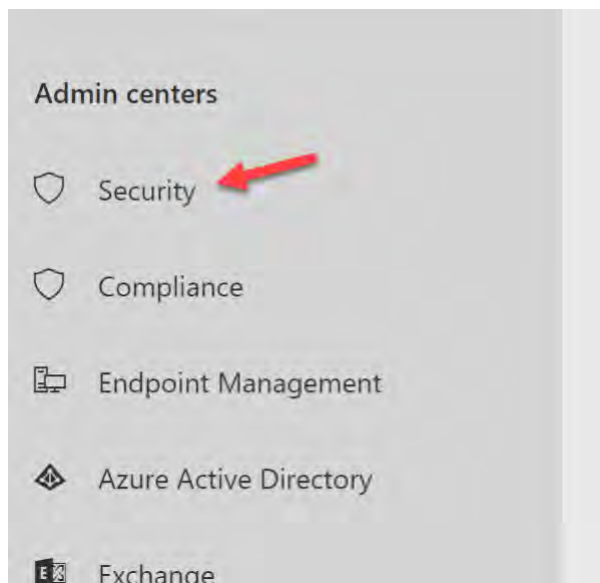 Admin centers
Security
Compliance
Endpoint Management
Azure Active Directory
Exchange